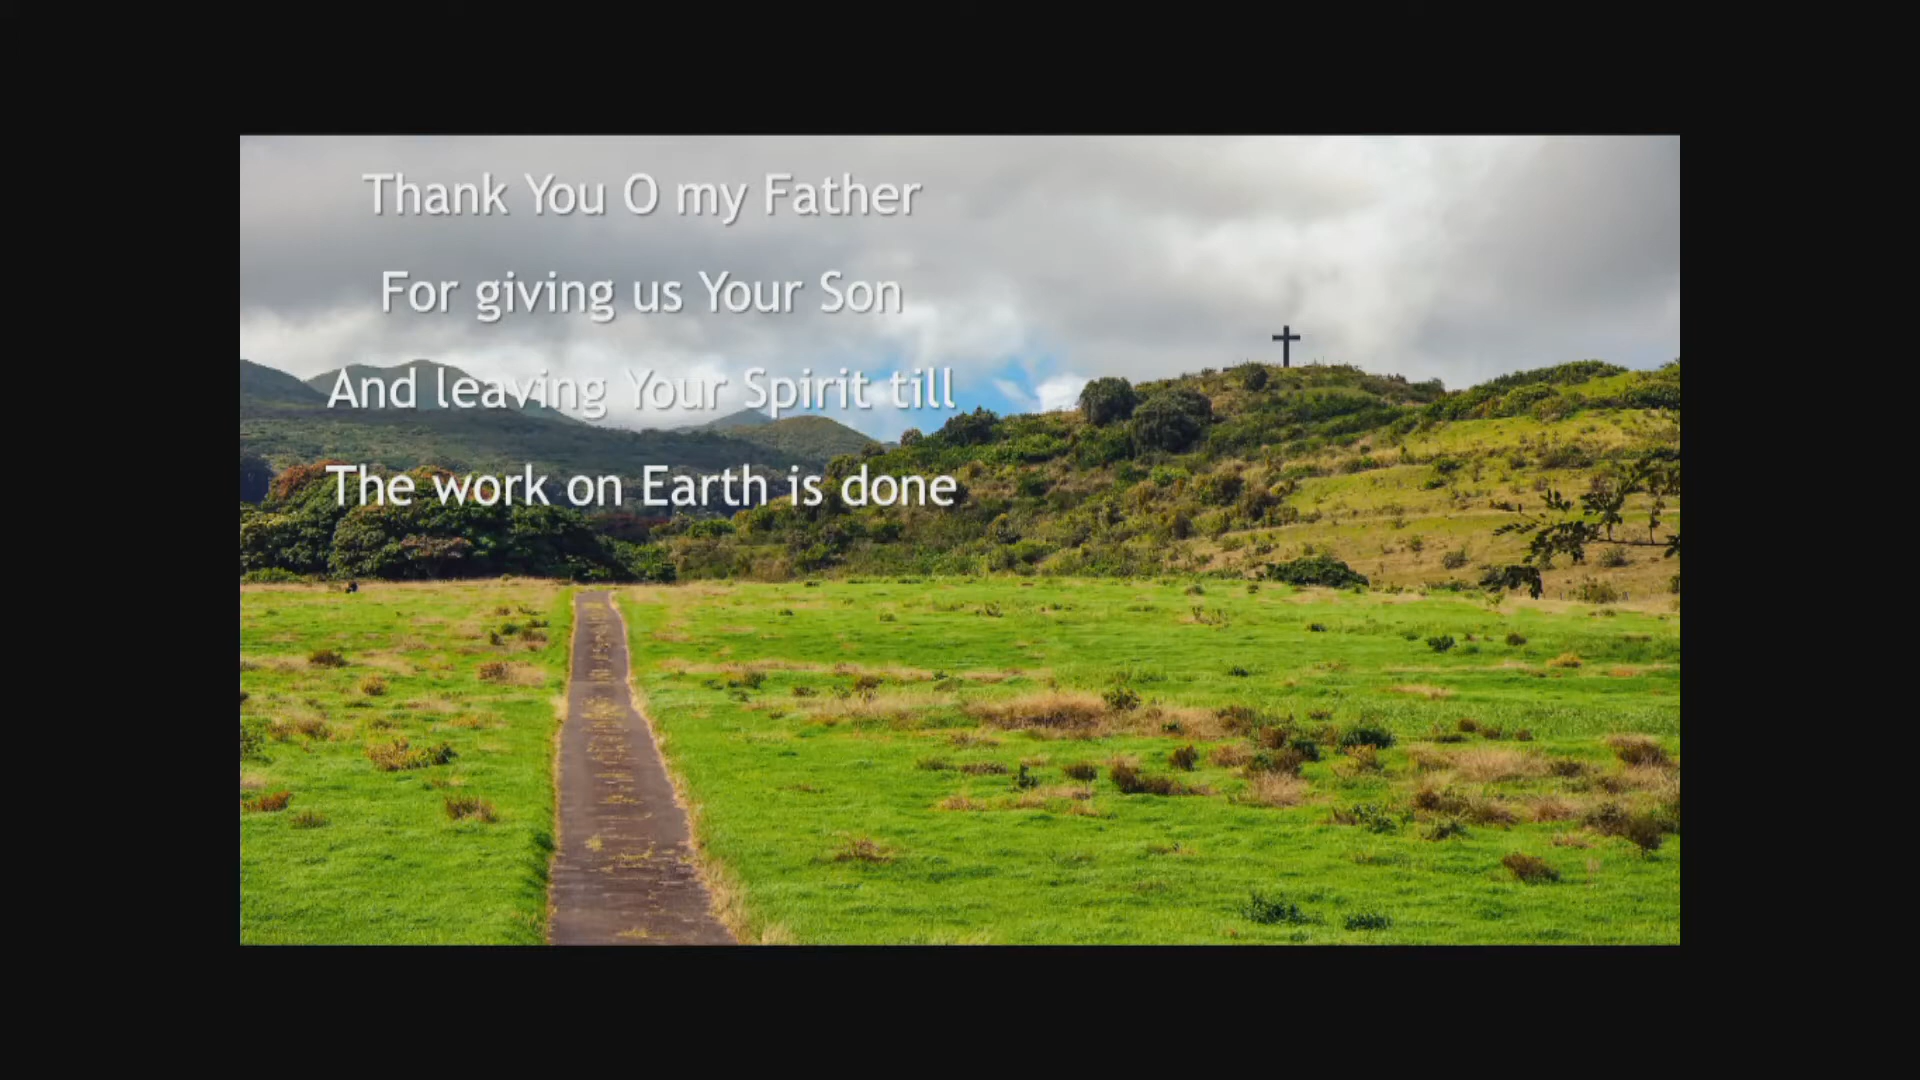 Thank You O my Father
For giving us Your Son
And leaving Your Spirit till
The work on Earth is done